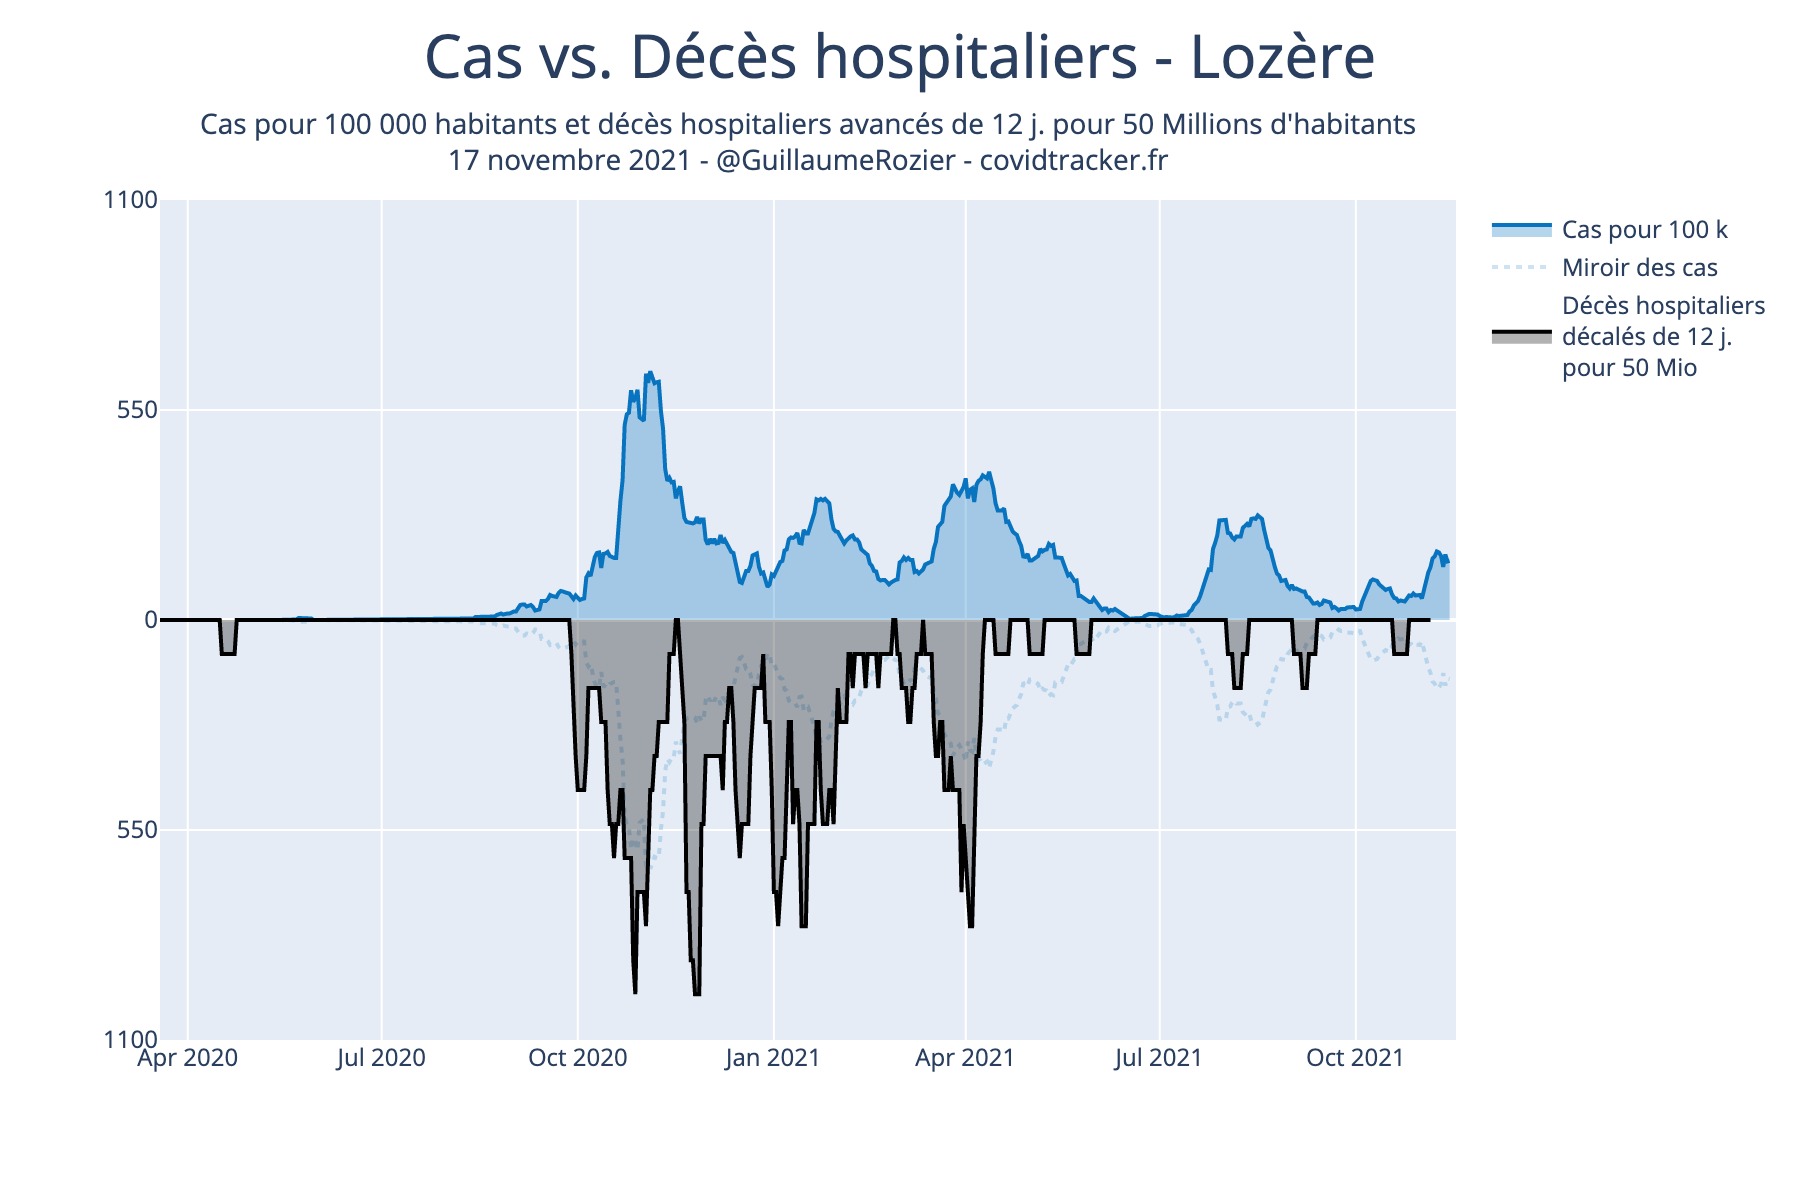 Cas vs. Décès hospitaliers - Lozère
Cas pour 100 000 habitants et décès hospitaliers avancés de 12 j. pour 50 Millions d'habitants
17 novembre 2021 - @GuillaumeRozier - covidtracker.fr
1100
550
0
550
1100
Apr 2020
Jul 2020
Oct 2020
Jan 2021
Apr 2021
Jul 2021
Oct 2021
Cas pour 100 k
Miroir des cas
Décès hospitaliers
décalés de 12 j.
pour 50 Mio